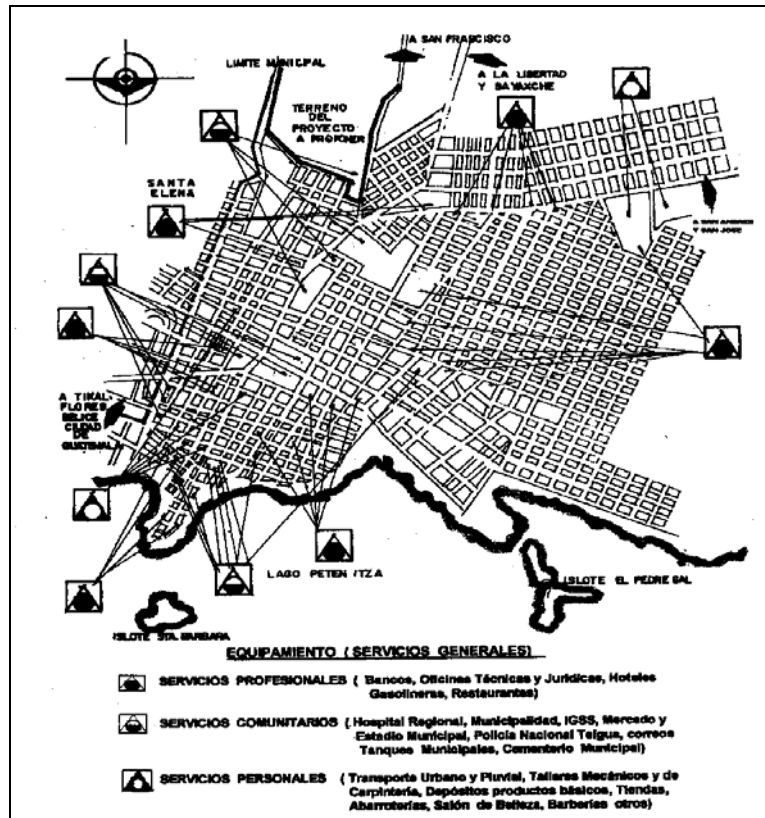 A SAN FRANCISCO
LIMITE MUNICIPAL
A LA LIBERTAD
Y SAYAXCHE
TERRENO
DEL
PROYECTO
A PROPONER
SANTA
ELENA
A SAN ANDRES
Y SAN JOSE
A TIKAL
FLORES
BELICE
CIUDAD
DE
GUATEMALA
LAGO PETEN ITZA
ISLOTE EL PEDREGAL
ISLOTE STA. BARBARA
EQUIPAMIENTO ( SERVICIOS GENERALES)
SERVICIOS PROFESIONALES ( Bancos, Oficinas Técnicas y Jurídicas, Hoteles
Gasolineras, Restaurantes)
SERVICIOS COMUNITARIOS ( Hospital Regional, Municipalidad, IGSS, Mercado y
Estadio Municipal, Policía Nacional Telgua, correos
Tanques Municipales, Cementerio Municipal)
SERVICIOS PERSONALES ( Transporte Urbano y Pluvial, Talleres Mecánicos y de
Carpintería, Depósitos productos básicos, Tiendas,
Abarroterías, Salón de Belleza, Barberías otros)